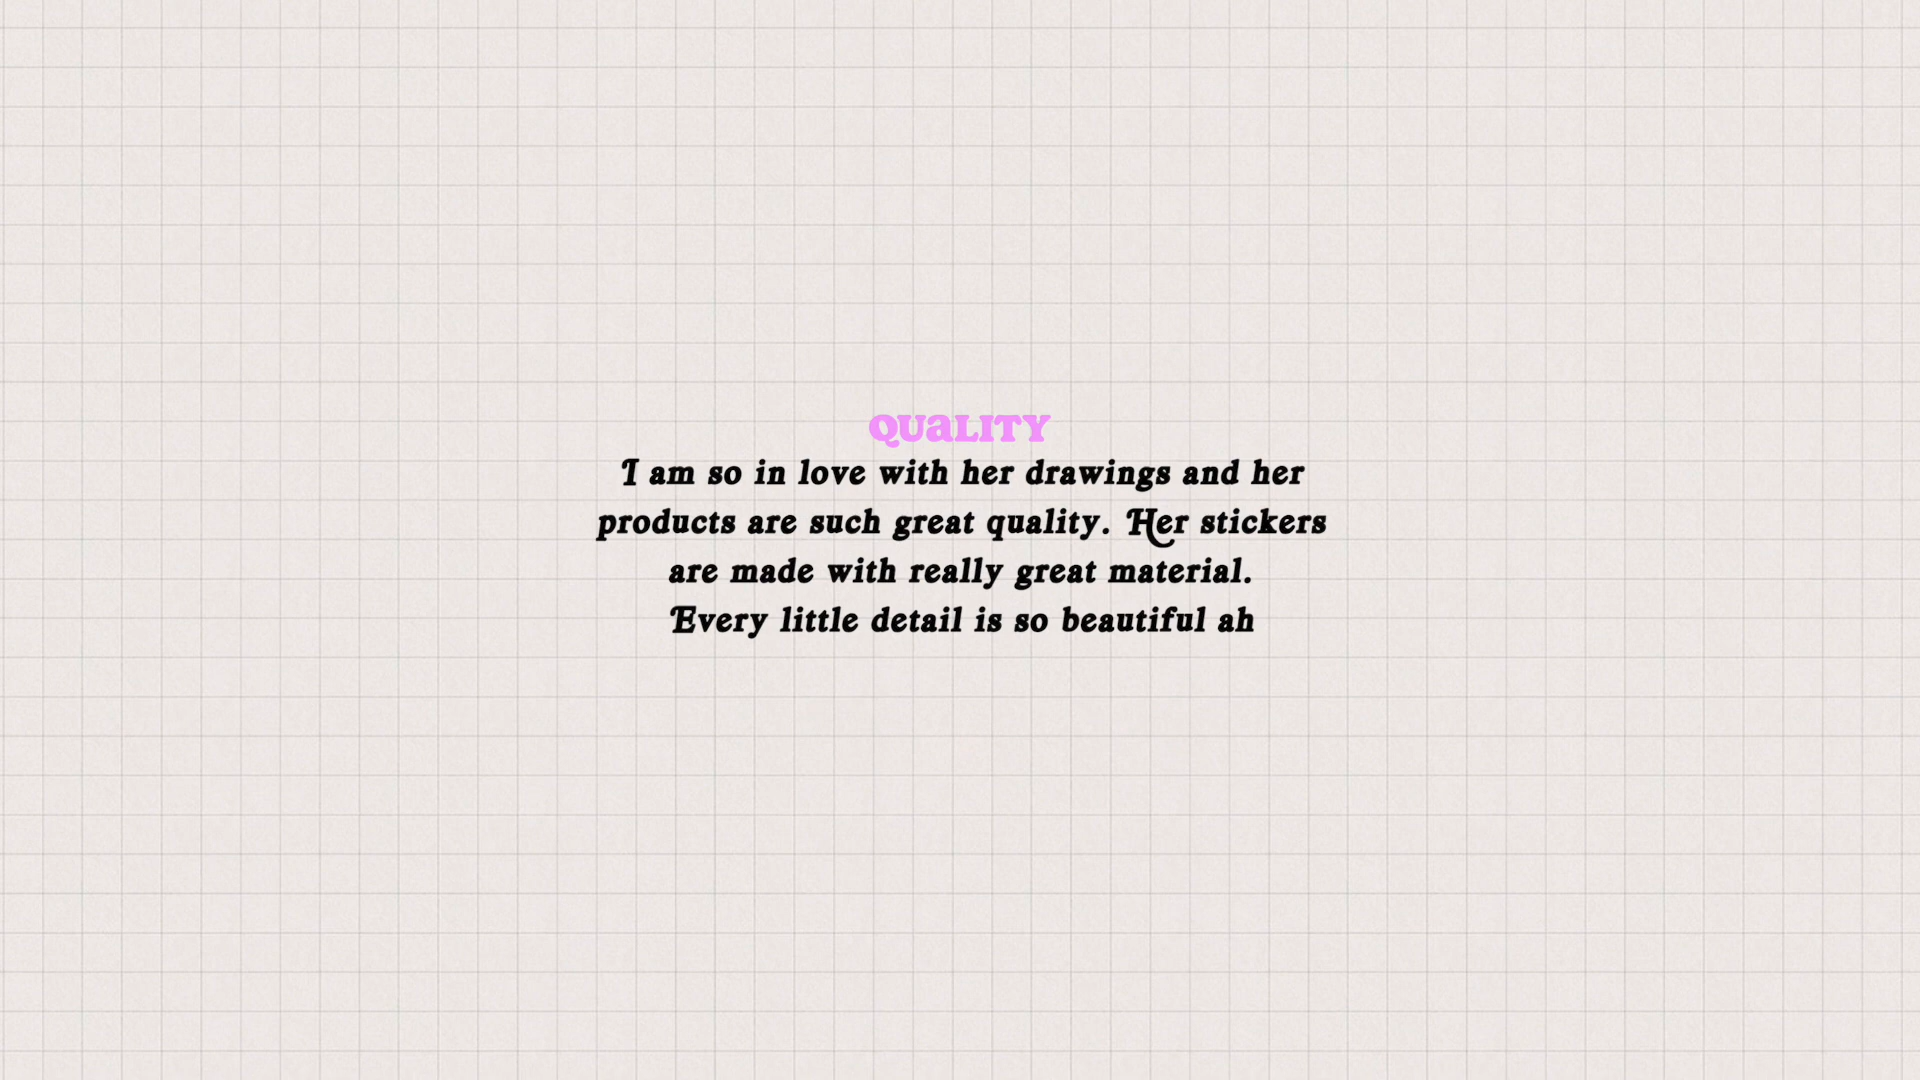 QUALITY
I am so in love with her drawings and her
products are such great quality. Her stickers
are made with really great material.
Every little detail is so beautiful ah